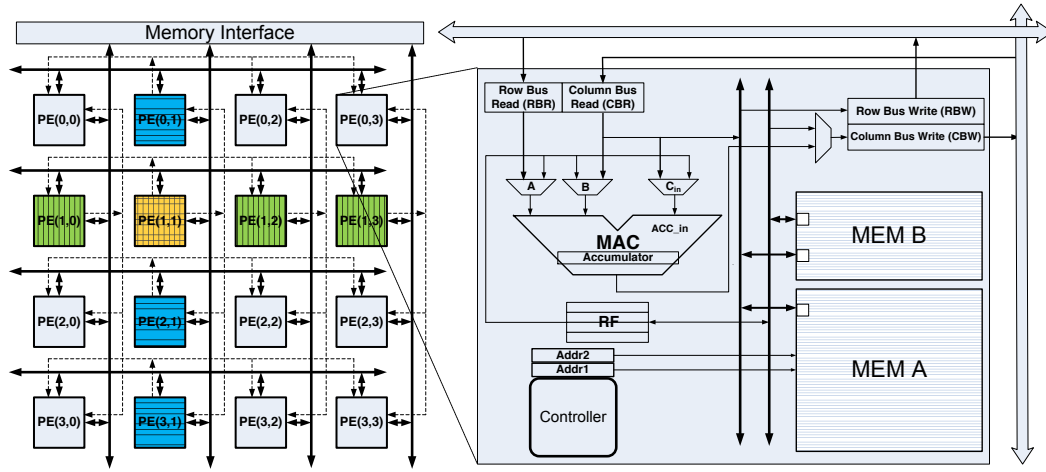 Memory Interface
PE(0,0)
PE(0,1)
PE(0,2)
PE(0,3)
PE(1,0)
PE(1,1)
PE(1,2)
PE(1,3)
PE(2,0)
PE(2,1)
PE(2,2)
PE(2,3)
PE(3,0)
PE(3,1)
PE(3,2)
PE(3,3)
Row Bus
Read (RBR)
Column Bus
Read (CBR)
Row Bus Write (RBW)
Column Bus Write (CBW)
A
B
Cin
ACC_in
MAC
Accumulator
RF
Addr2
Addr1
Controller
MEM B
MEM A